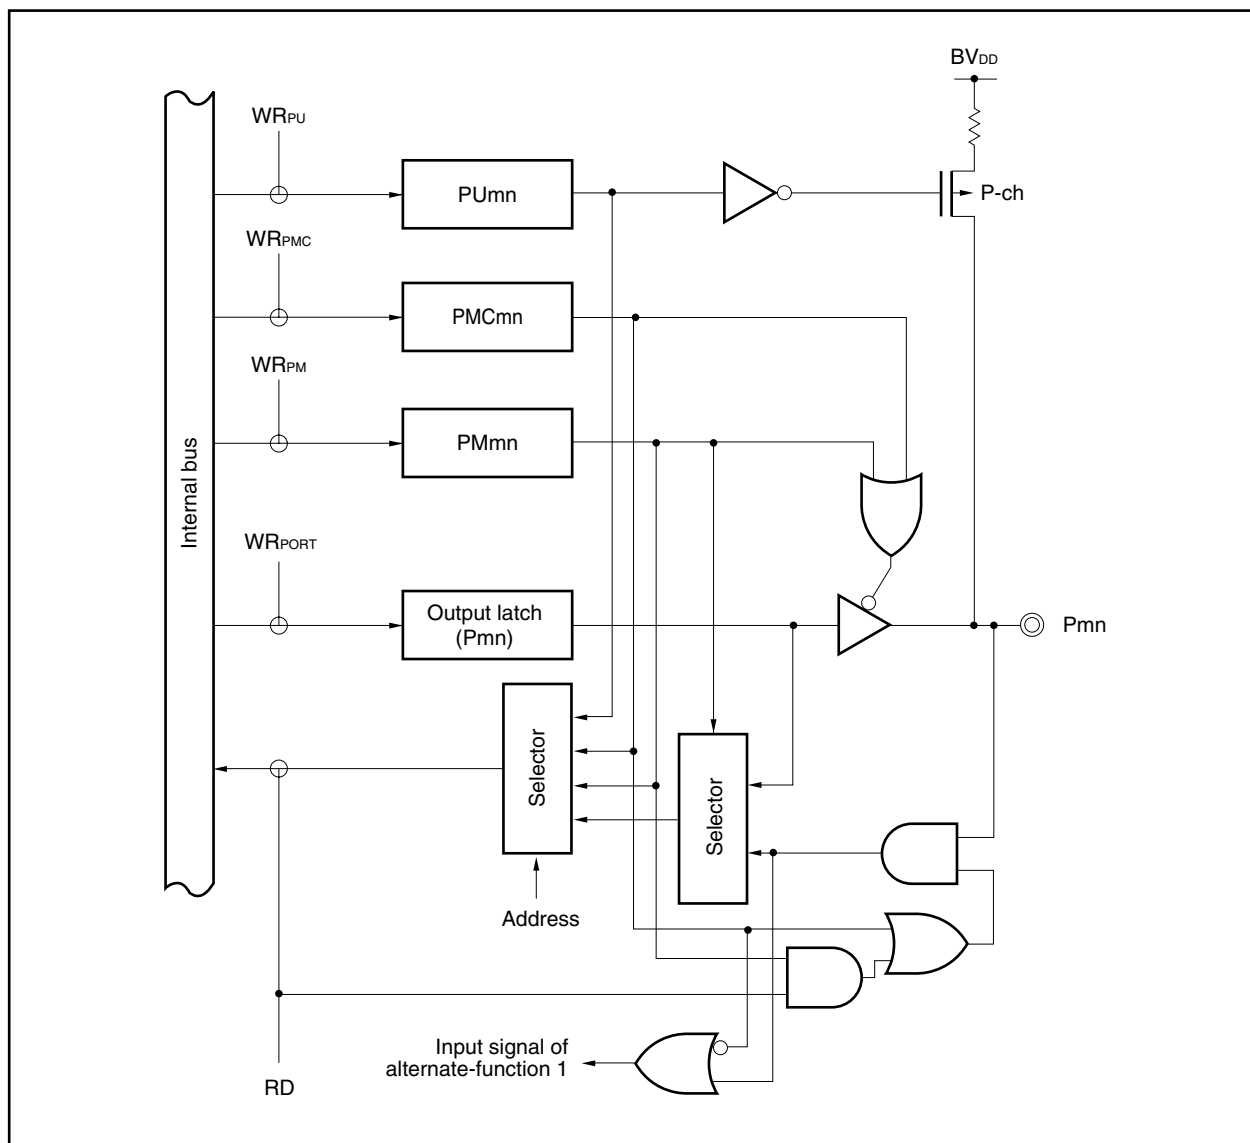 BVDD
WRPU
PUmn
P-ch
WRPMC
PMCmn
WRPM
PMmn
Internal bus
WRPORT
Output latch
(Pmn)
Pmn
Selector
Selector
Address
Input signal of
alternate-function 1
RD